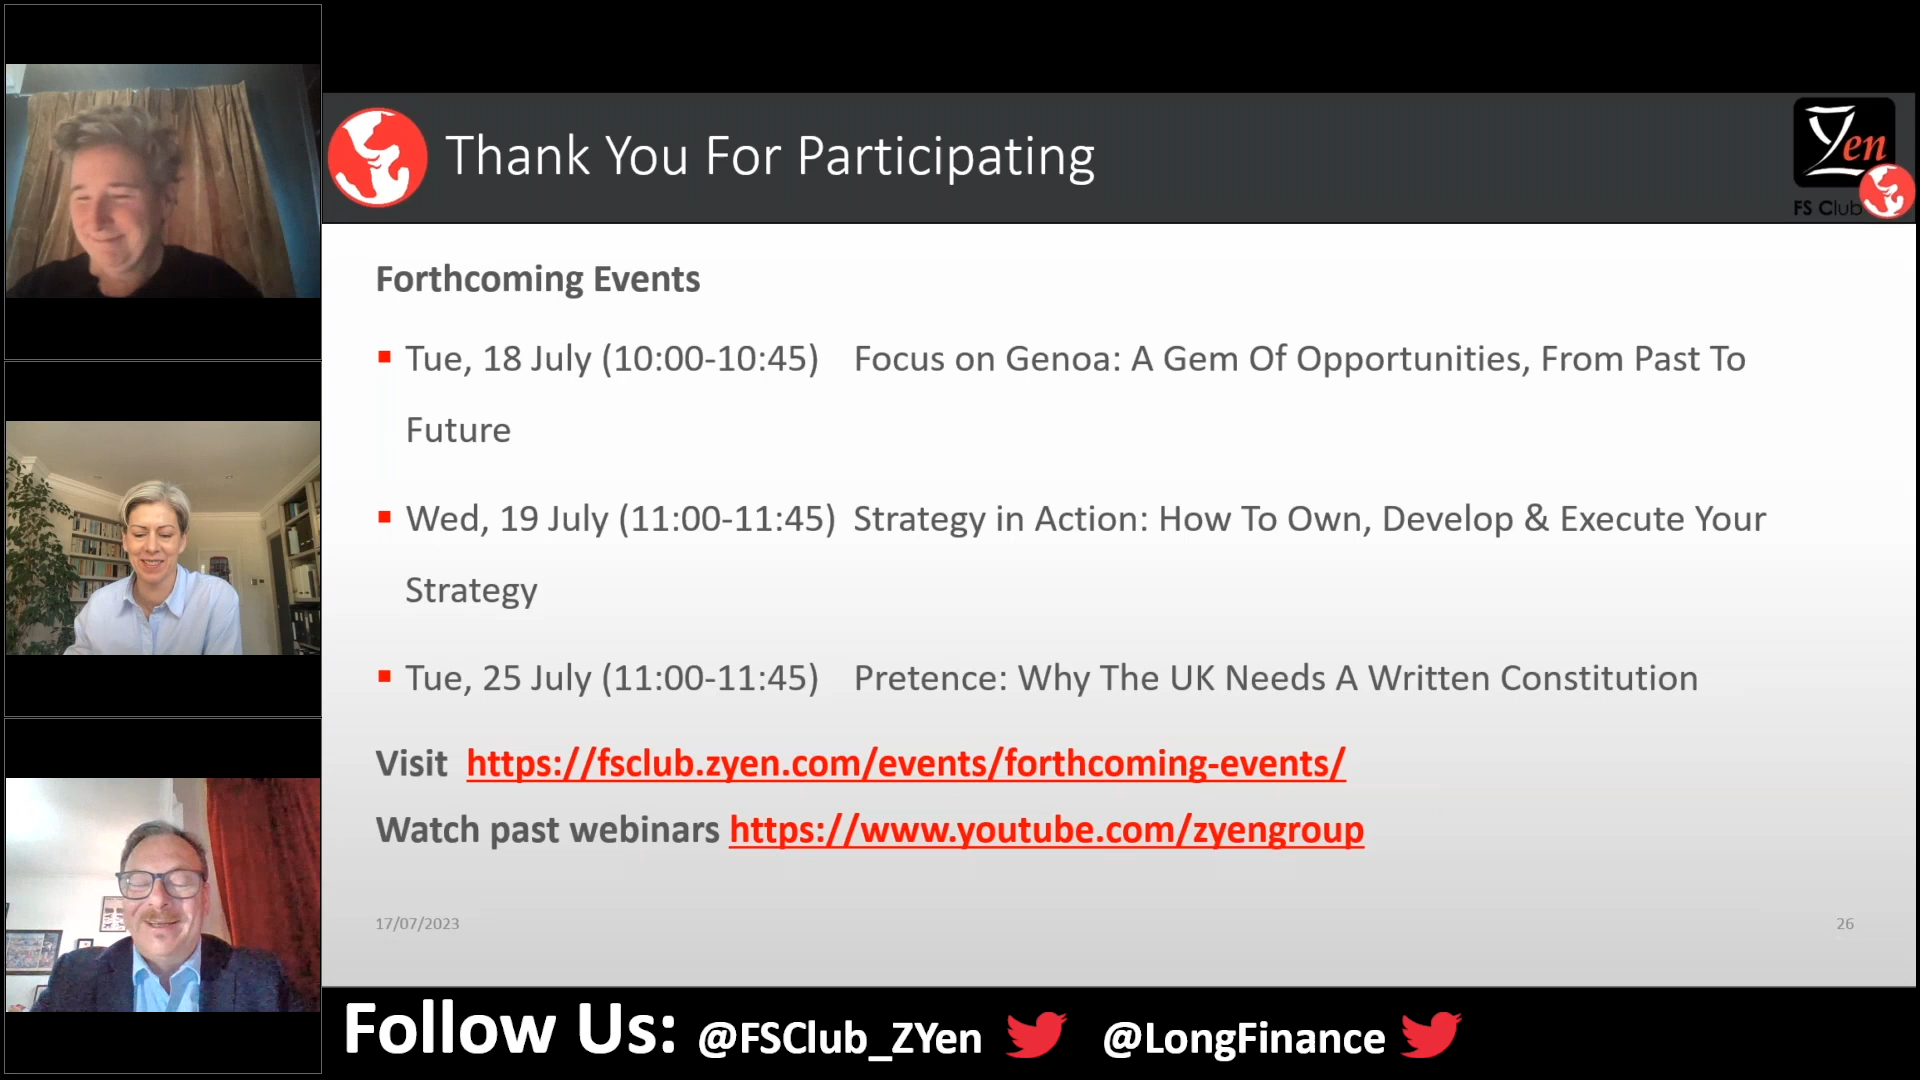 Thank You For Participating
Zen
FS Club
Forthcoming Events
Tue, 18 July (10:00-10:45) Focus on Genoa: A Gem Of Opportunities, From Past To
Future
Wed, 19 July (11:00-11:45) Strategy in Action: How To Own, Develop & Execute Your
Strategy
Tue, 25 July (11:00-11:45) Pretence: Why The UK Needs A Written Constitution
Visit https://fsclub.zyen.com/events/forthcoming-events/
Watch past webinars https://www.youtube.com/zyengroup
17/07/2023
26
Follow Us: @FSClub_ZYen @LongFinance